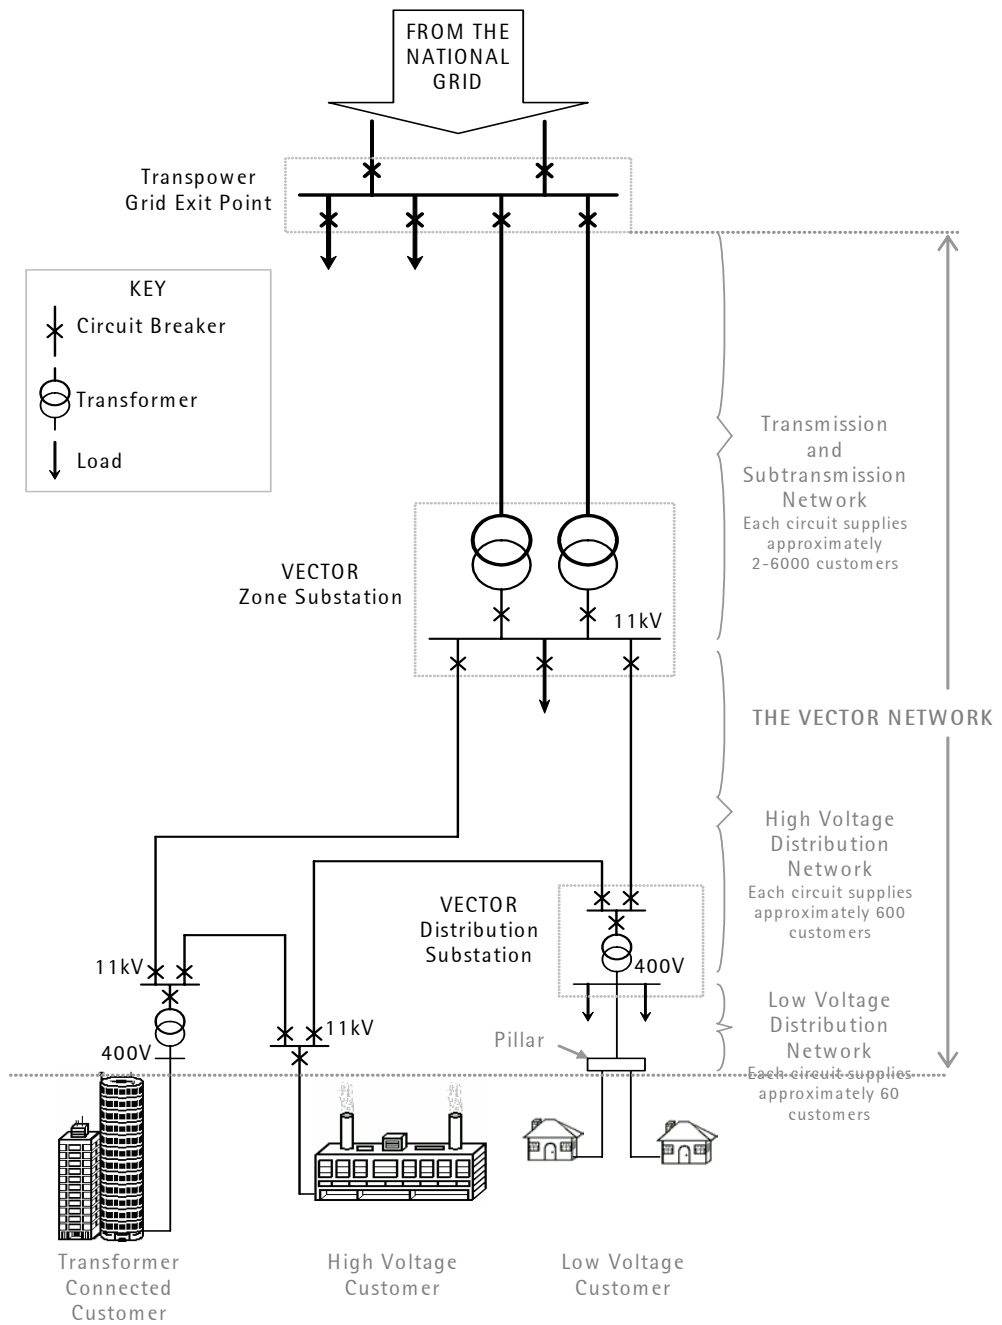 FROM THE
NATIONAL
GRID
Transpower
Grid Exit Point
KEY
Circuit Breaker
Transformer
Load
Transmission
and
Subtransmission
Network
Each circuit supplies
approximately
2-6000 customers
VECTOR
Zone Substation
11kV
THE VECTOR NETWORK
High Voltage
Distribution
Network
Each circuit supplies
approximately 600
customers
VECTOR
Distribution
Substation
400V
11kV
11kV
400V
Pillar
Low Voltage
Distribution
Network
Each circuit supplies
approximately 60
customers
Transformer
Connected
Customer
High Voltage
Customer
Low Voltage
Customer